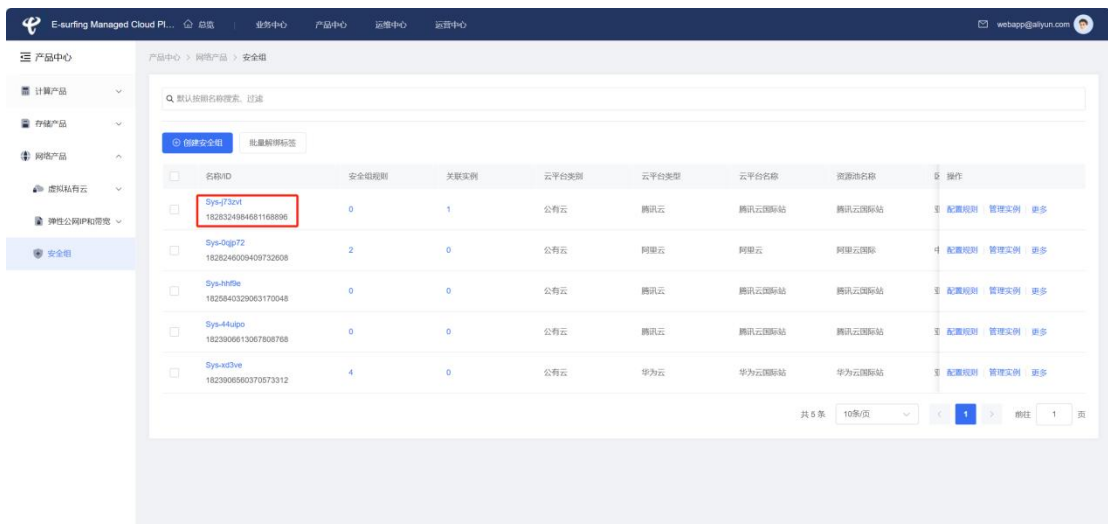 E-surfing Managed Cloud Pl... 总览 业务中心 产品中心 运维中心 运营中心 webapp@aliyun.com
产品中心
产品中心 > 网络产品 > 安全组
计算产品
存储产品
网络产品
虚拟私有云
弹性公网IP和带宽
安全组
默认按照名称搜索、过滤
创建安全组 批量解绑标签
名称/ID 安全组规则 关联实例 云平台类别 云平台类型 云平台名称 资源池名称 操作
Sys-j73zvt
1828324984681168896
0 1 公有云 腾讯云 腾讯云国际站 腾讯云国际站 配置规则 管理实例 更多
Sys-0qjp72
1828246009409732608
2 0 公有云 阿里云 阿里云 阿里云国际 配置规则 管理实例 更多
Sys-hhf9e
1825840329063170048
0 0 公有云 腾讯云 腾讯云国际站 腾讯云国际站 配置规则 管理实例 更多
Sys-44uipo
1823906613067808768
0 0 公有云 腾讯云 腾讯云国际站 腾讯云国际站 配置规则 管理实例 更多
Sys-xd3ve
1823906560370573312
4 0 公有云 华为云 华为云国际站 华为云国际站 配置规则 管理实例 更多
共 5 条 10条/页 < 1 > 前往 1 页